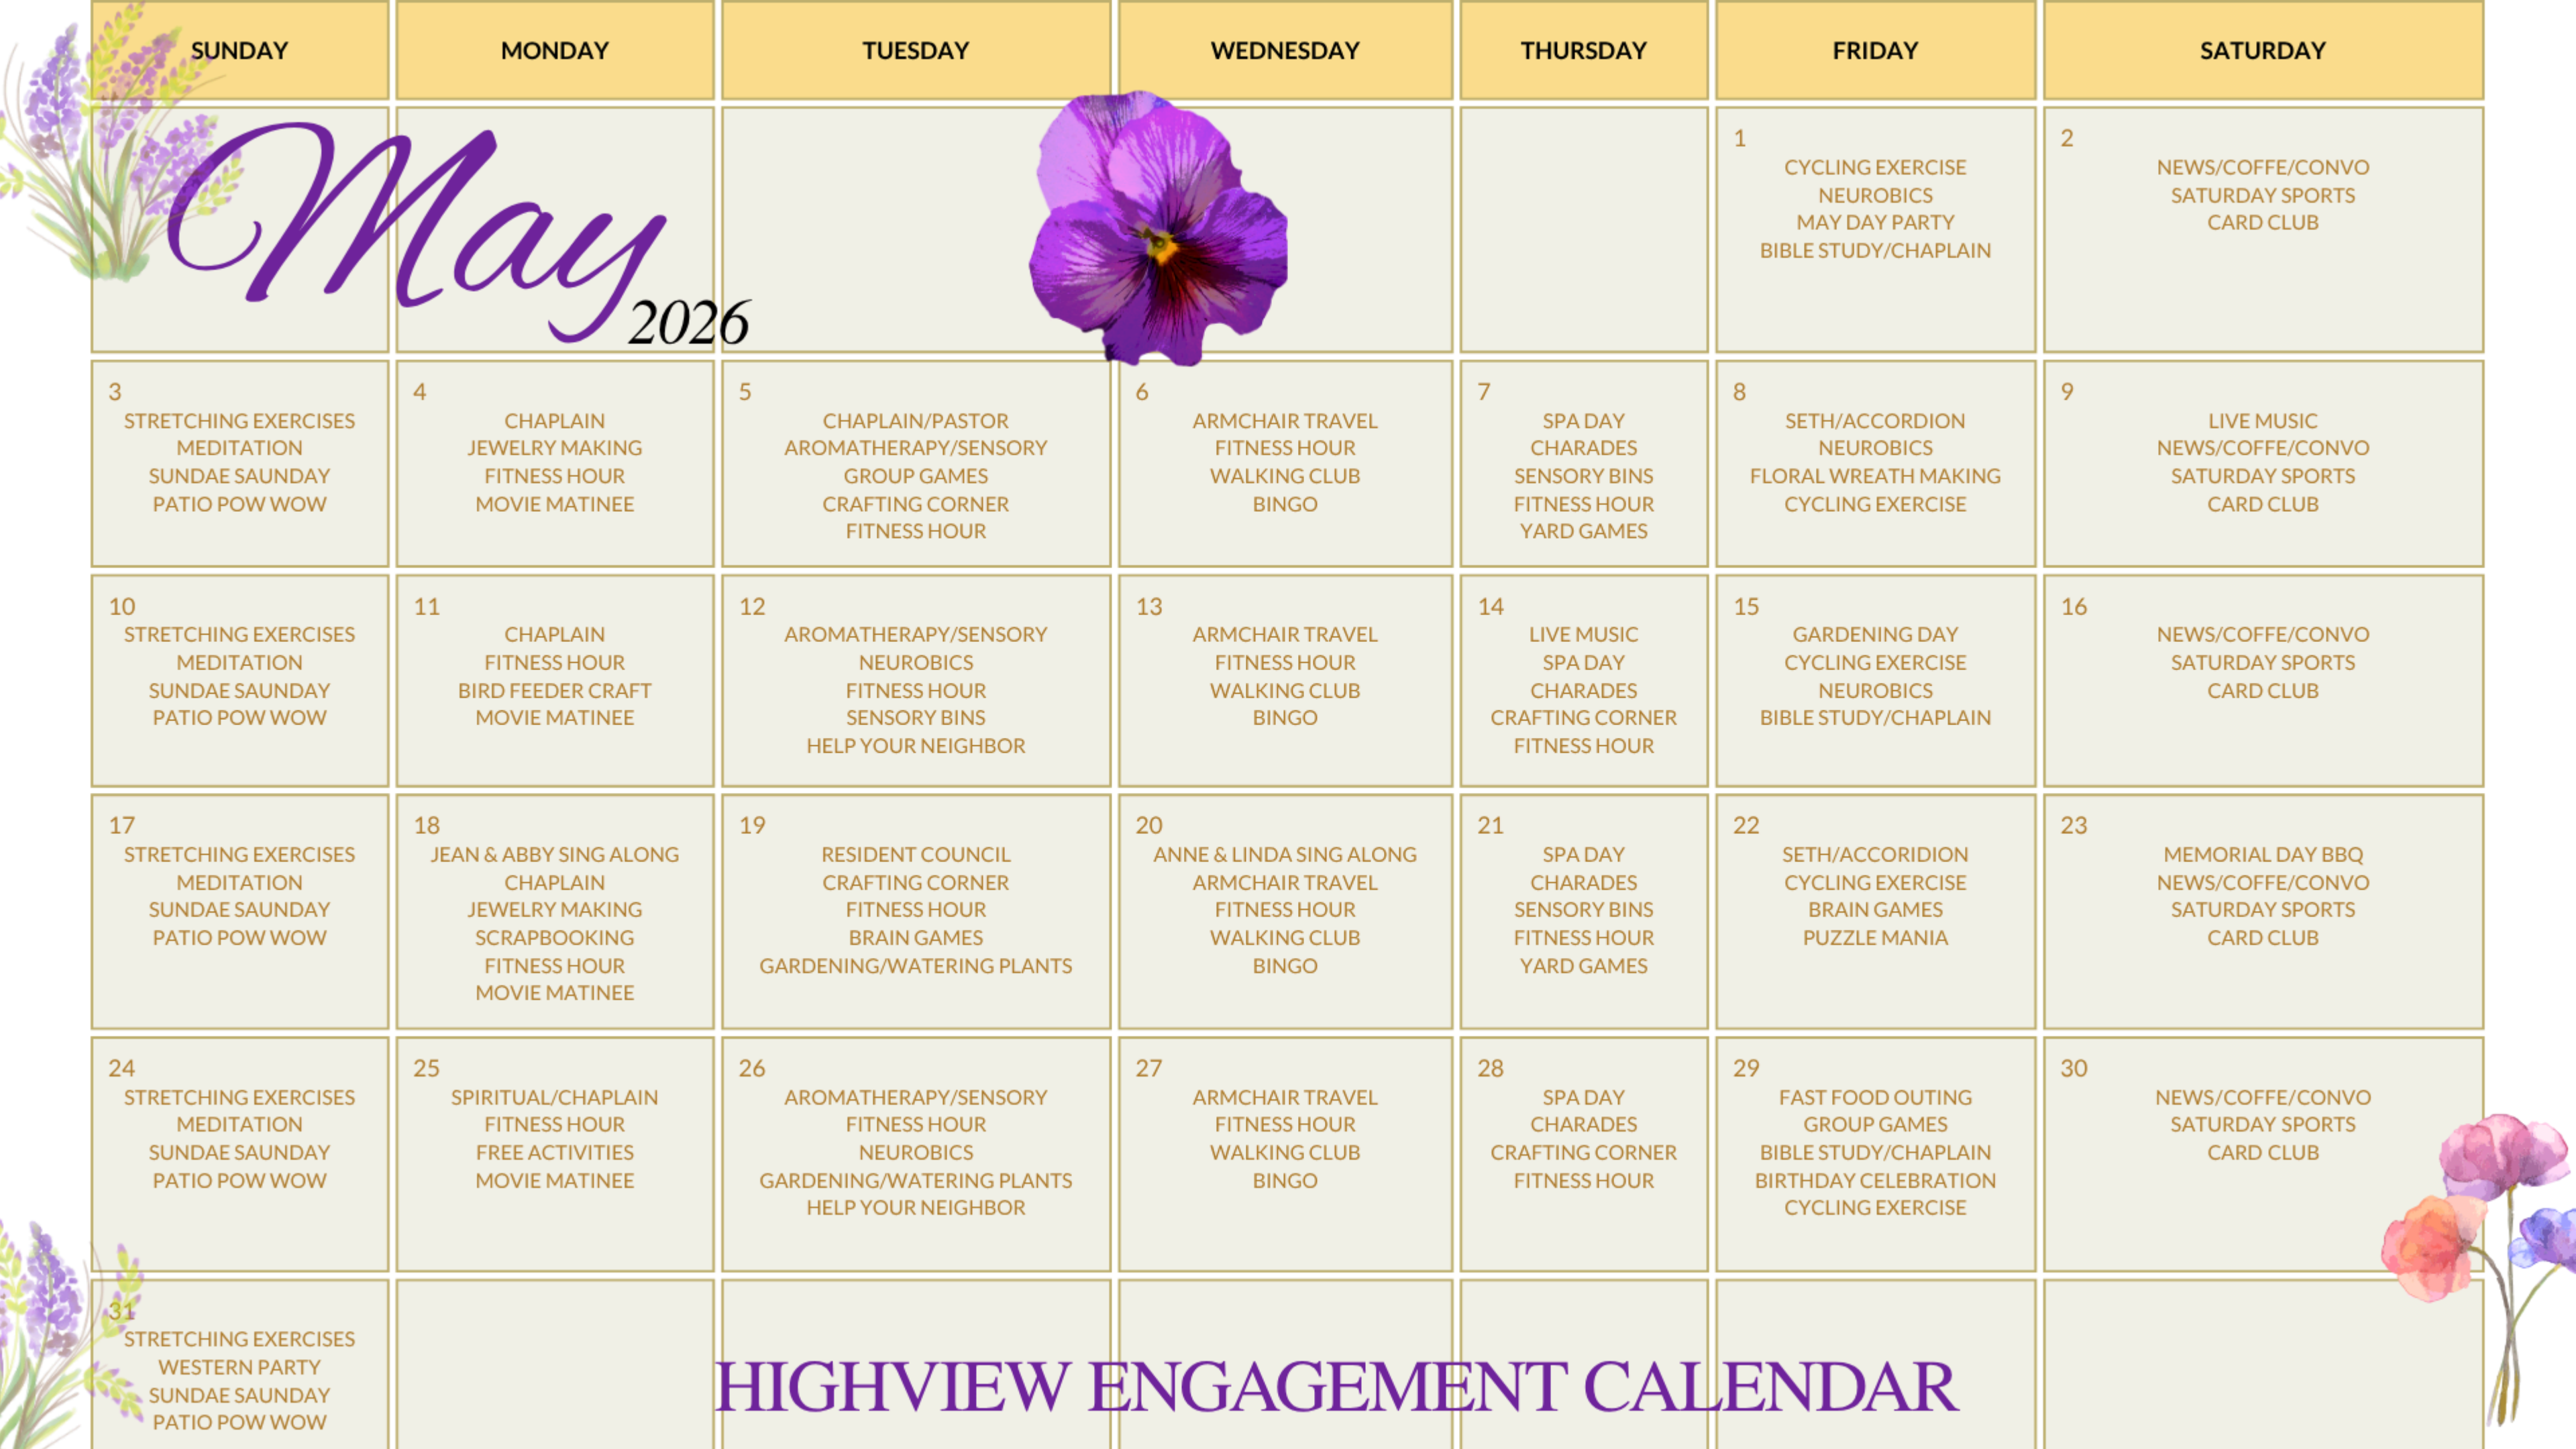 SUNDAY
MONDAY
TUESDAY
WEDNESDAY
THURSDAY
FRIDAY
SATURDAY
May
2026
1
CYCLING EXERCISE
NEUROBICS
MAY DAY PARTY
BIBLE STUDY/CHAPLAIN
2
NEWS/COFFE/CONVO
SATURDAY SPORTS
CARD CLUB
3
STRETCHING EXERCISES
MEDITATION
SUNDAE SAUNDAY
PATIO POW WOW
4
CHAPLAIN
JEWELRY MAKING
FITNESS HOUR
MOVIE MATINEE
5
CHAPLAIN/PASTOR
AROMATHERAPY/SENSORY
GROUP GAMES
CRAFTING CORNER
FITNESS HOUR
6
ARMCHAIR TRAVEL
FITNESS HOUR
WALKING CLUB
BINGO
7
SPA DAY
CHARADES
SENSORY BINS
FITNESS HOUR
YARD GAMES
8
SETH/ACCORDION
NEUROBICS
FLORAL WREATH MAKING
CYCLING EXERCISE
9
LIVE MUSIC
NEWS/COFFE/CONVO
SATURDAY SPORTS
CARD CLUB
10
STRETCHING EXERCISES
MEDITATION
SUNDAE SAUNDAY
PATIO POW WOW
11
CHAPLAIN
FITNESS HOUR
BIRD FEEDER CRAFT
MOVIE MATINEE
12
AROMATHERAPY/SENSORY
NEUROBICS
FITNESS HOUR
SENSORY BINS
HELP YOUR NEIGHBOR
13
ARMCHAIR TRAVEL
FITNESS HOUR
WALKING CLUB
BINGO
14
LIVE MUSIC
SPA DAY
CHARADES
CRAFTING CORNER
FITNESS HOUR
15
GARDENING DAY
CYCLING EXERCISE
NEUROBICS
BIBLE STUDY/CHAPLAIN
16
NEWS/COFFE/CONVO
SATURDAY SPORTS
CARD CLUB
17
STRETCHING EXERCISES
MEDITATION
SUNDAE SAUNDAY
PATIO POW WOW
18
JEAN & ABBY SING ALONG
CHAPLAIN
JEWELRY MAKING
SCRAPBOOKING
FITNESS HOUR
MOVIE MATINEE
19
RESIDENT COUNCIL
CRAFTING CORNER
FITNESS HOUR
BRAIN GAMES
GARDENING/WATERING PLANTS
20
ANNE & LINDA SING ALONG
ARMCHAIR TRAVEL
FITNESS HOUR
WALKING CLUB
BINGO
21
SPA DAY
CHARADES
SENSORY BINS
FITNESS HOUR
YARD GAMES
22
SETH/ACCORIDION
CYCLING EXERCISE
BRAIN GAMES
PUZZLE MANIA
23
MEMORIAL DAY BBQ
NEWS/COFFE/CONVO
SATURDAY SPORTS
CARD CLUB
24
STRETCHING EXERCISES
MEDITATION
SUNDAE SAUNDAY
PATIO POW WOW
25
SPIRITUAL/CHAPLAIN
FITNESS HOUR
FREE ACTIVITIES
MOVIE MATINEE
26
AROMATHERAPY/SENSORY
FITNESS HOUR
NEUROBICS
GARDENING/WATERING PLANTS
HELP YOUR NEIGHBOR
27
ARMCHAIR TRAVEL
FITNESS HOUR
WALKING CLUB
BINGO
28
SPA DAY
CHARADES
CRAFTING CORNER
FITNESS HOUR
29
FAST FOOD OUTING
GROUP GAMES
BIBLE STUDY/CHAPLAIN
BIRTHDAY CELEBRATION
CYCLING EXERCISE
30
NEWS/COFFE/CONVO
SATURDAY SPORTS
CARD CLUB
31
STRETCHING EXERCISES
WESTERN PARTY
SUNDAE SAUNDAY
PATIO POW WOW
HIGHVIEW ENGAGEMENT CALENDAR